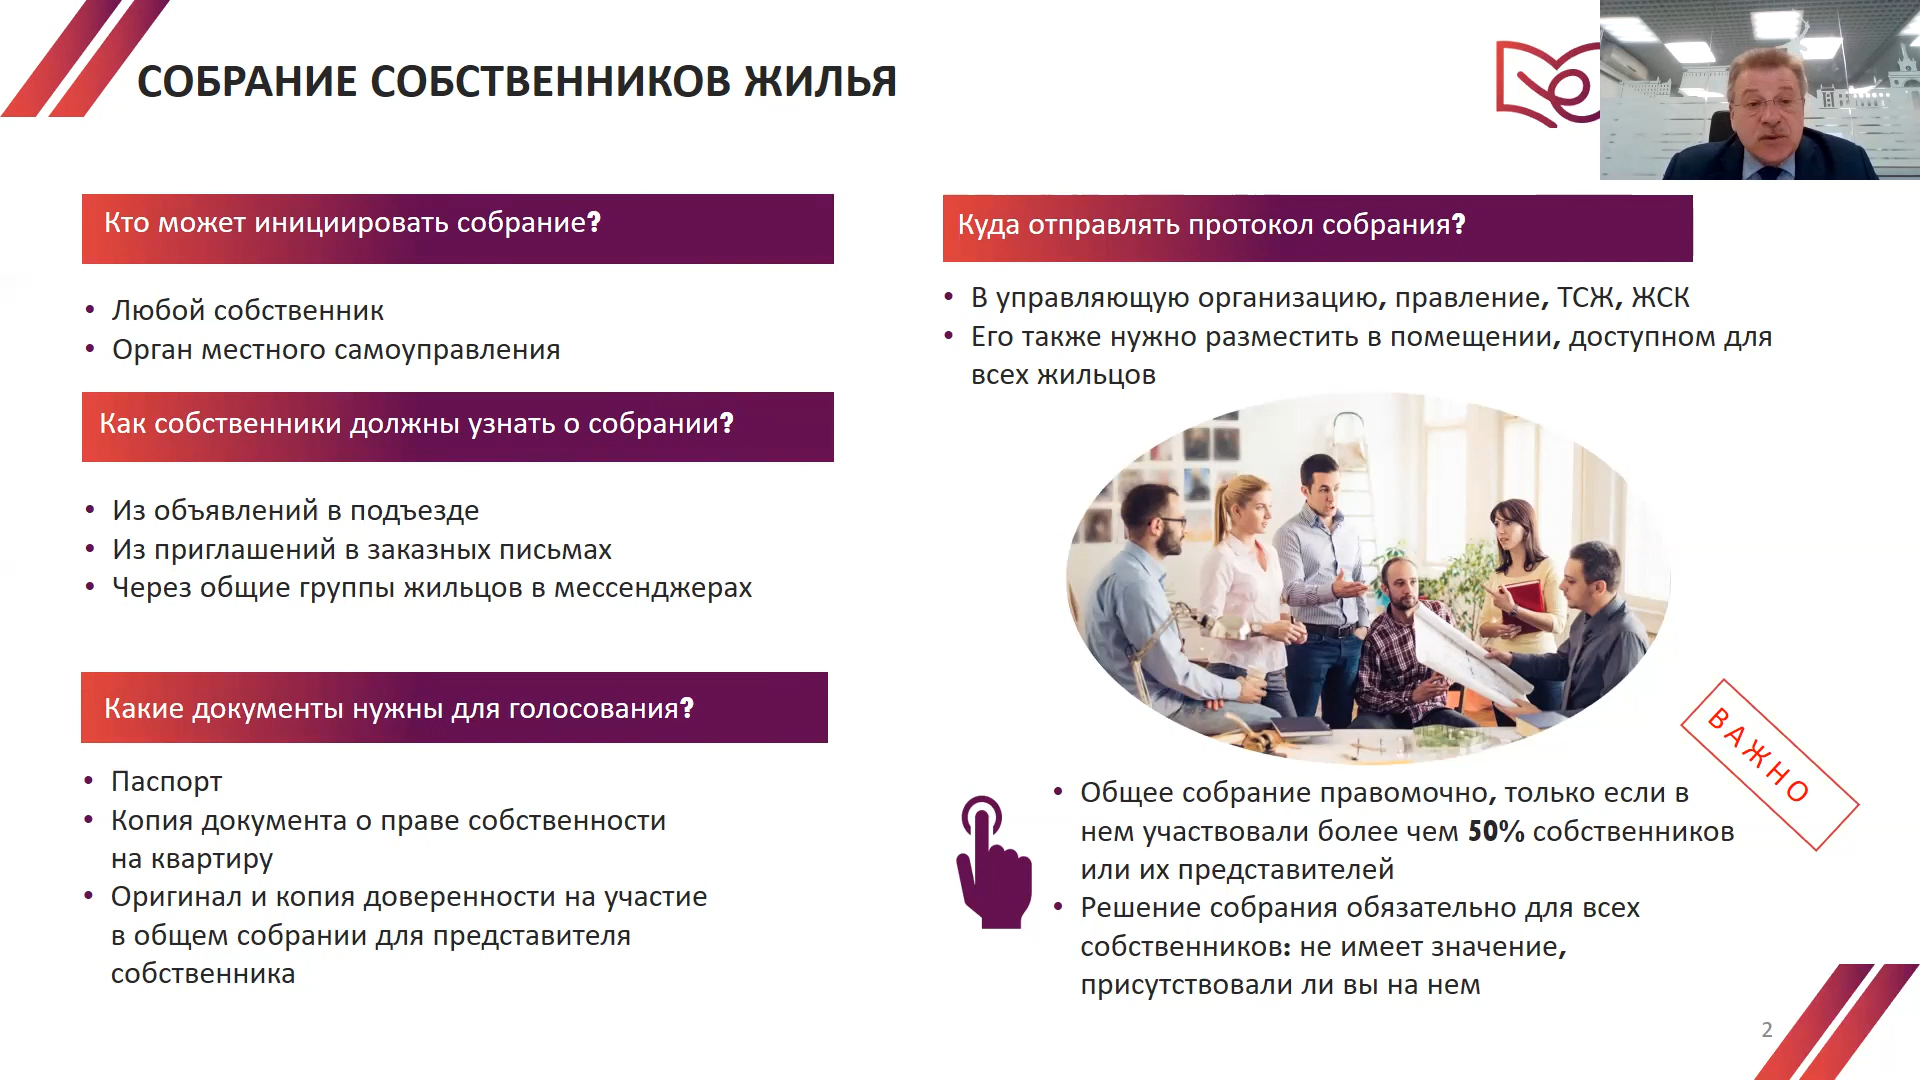 СОБРАНИЕ СОБСТВЕННИКОВ ЖИЛЬЯ
Кто может инициировать собрание?
• Любой собственник
• Орган местного самоуправления
Как собственники должны узнать о собрании?
• Из объявлений в подъезде
• Из приглашений в заказных письмах
• Через общие группы жильцов в мессенджерах
Какие документы нужны для голосования?
• Паспорт
• Копия документа о праве собственности
на квартиру
• Оригинал и копия доверенности на участие
в общем собрании для представителя
собственника
Куда отправлять протокол собрания?
• В управляющую организацию, правление, ТСЖ, ЖСК
• Его также нужно разместить в помещении, доступном для
всех жильцов
ВАЖНО
• Общее собрание правомочно, только если в
нем участвовали более чем 50% собственников
или их представителей
• Решение собрания обязательно для всех
собственников: не имеет значение,
присутствовали ли вы на нем
2